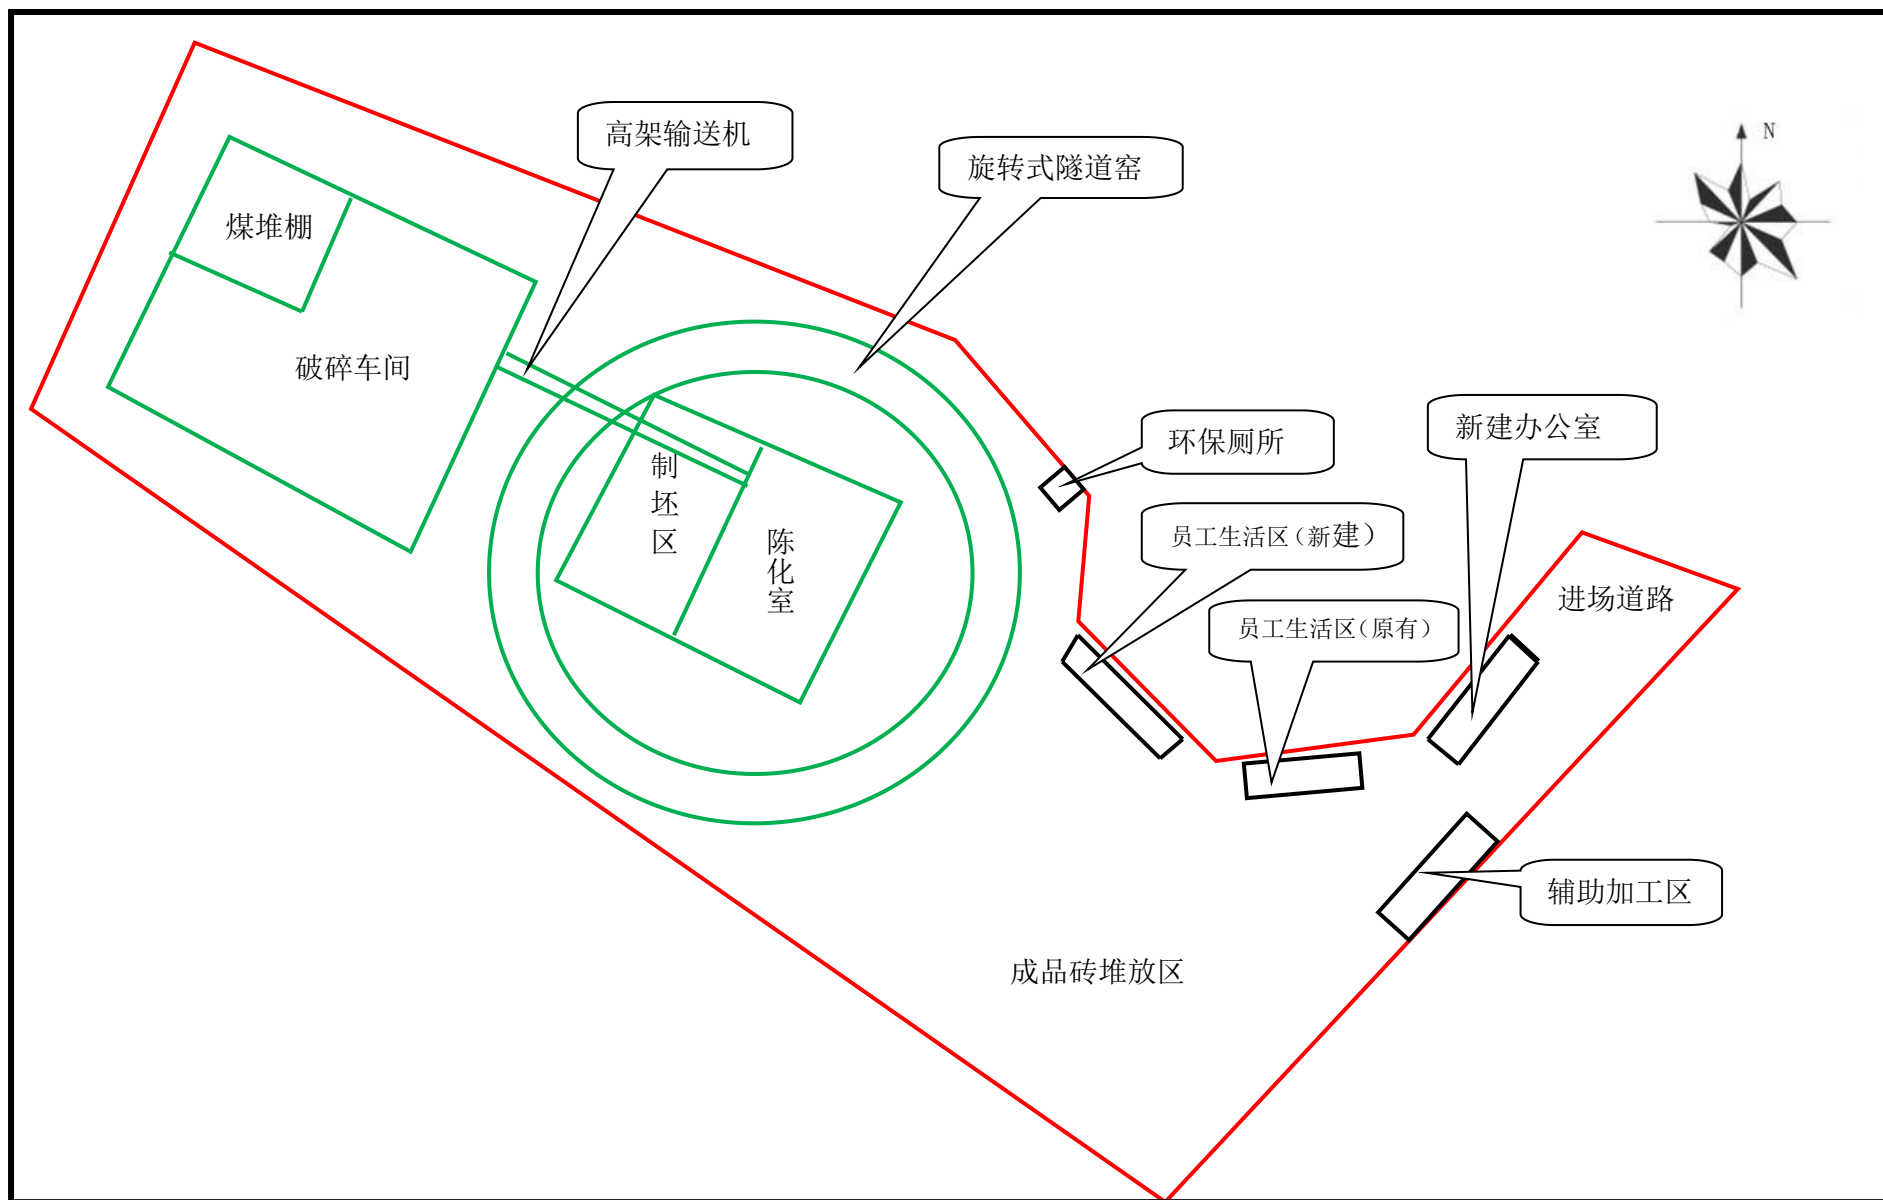 高架输送机
N
旋转式隧道窑
煤堆棚
破碎车间
环保厕所
新建办公室
制
坯
区
员工生活区（新建）
陈
化
室
进场道路
员工生活区（原有）
辅助加工区
成品砖堆放区